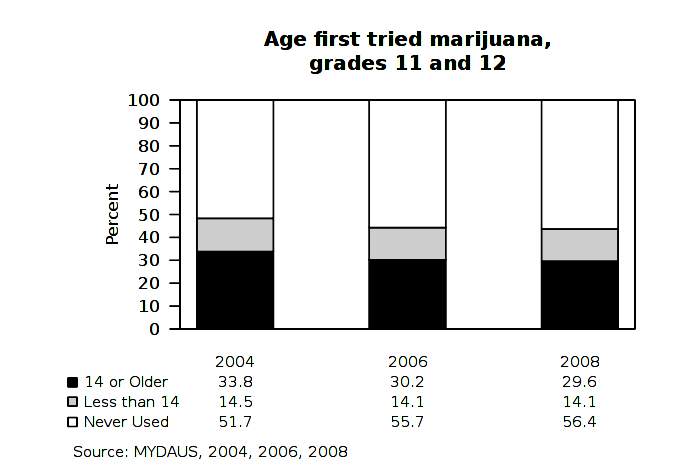 Age first tried marijuana,
grades 11 and 12
100
90
80
70
60
50
40
30
20
10
0
Percent
2004 2006 2008
14 or Older 33.8 30.2 29.6
Less than 14 14.5 14.1 14.1
Never Used 51.7 55.7 56.4
Source: MYDAUS, 2004, 2006, 2008